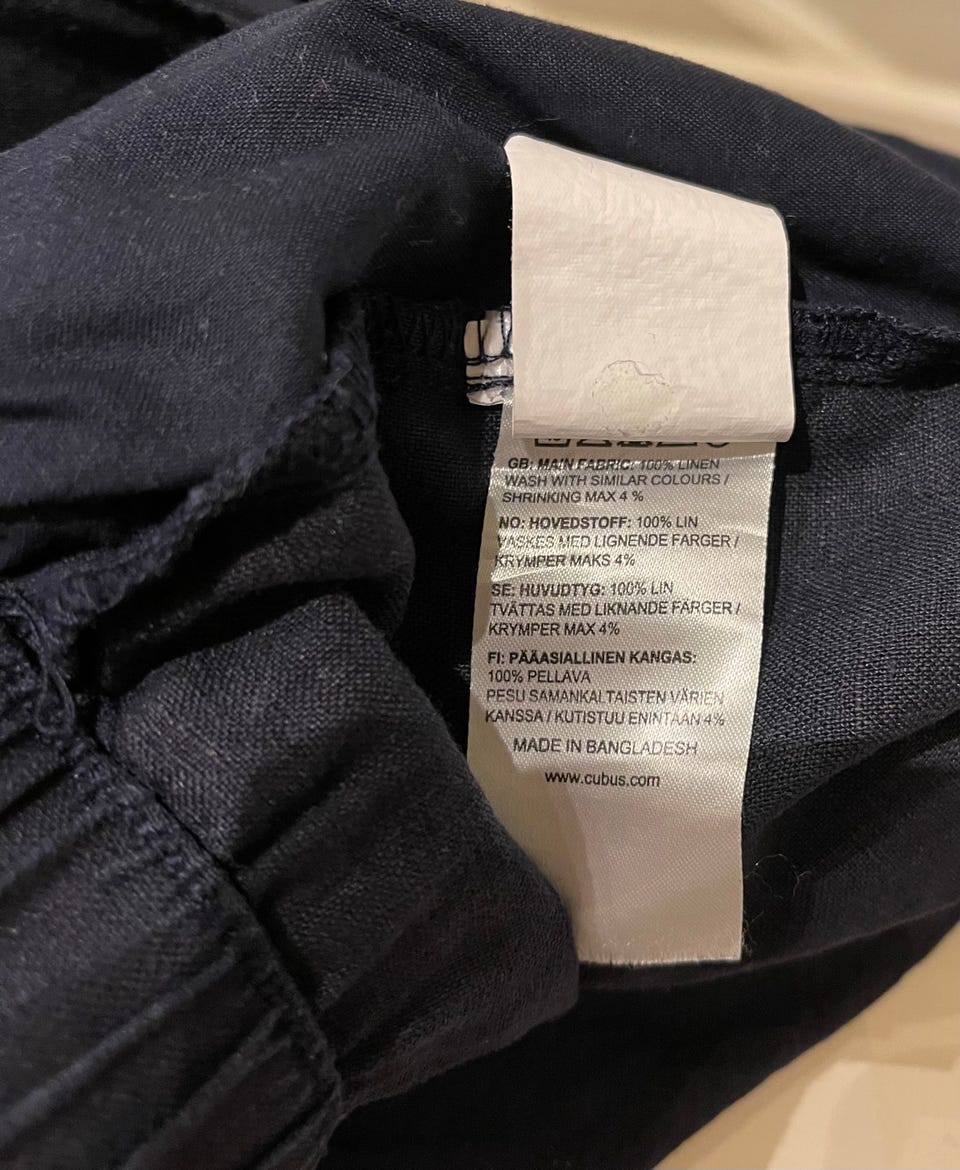 GB: MAIN FABRIC: 100% LINEN
WASH WITH SIMILAR COLOURS /
SHRINKING MAX 4 %
NO: HOVEDSTOFF: 100% LIN
VASKES MED LIGNENDE FARGER /
KRYMPER MAKS 4%
SE: HUVUDTYG: 100% LIN
TVÄTTAS MED LIKNANDE FÄRGER /
KRYMPER MAX 4%
FI: PÄÄASIALLINEN KANGAS:
100% PELLAVA
PESU SAMANKALTAISTEN VÄRIEN
KANSSA / KUTISTUU ENINTÄÄN 4%
MADE IN BANGLADESH
www.cubus.com